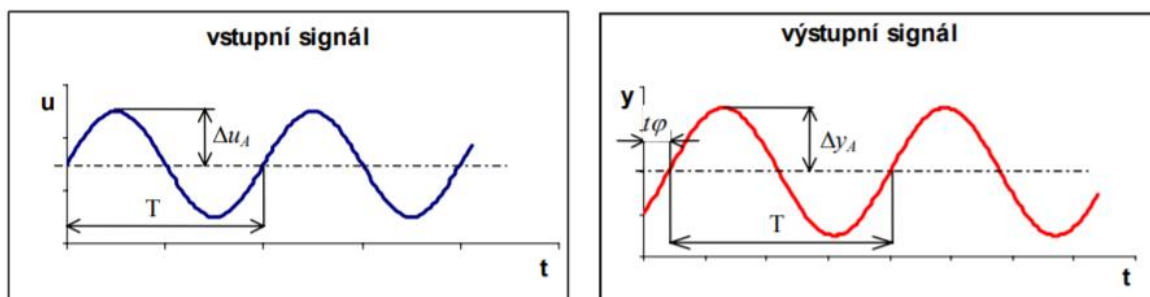 vstupní signál
u
Δu_A
T
t
výstupní signál
y
tφ
Δy_A
T
t